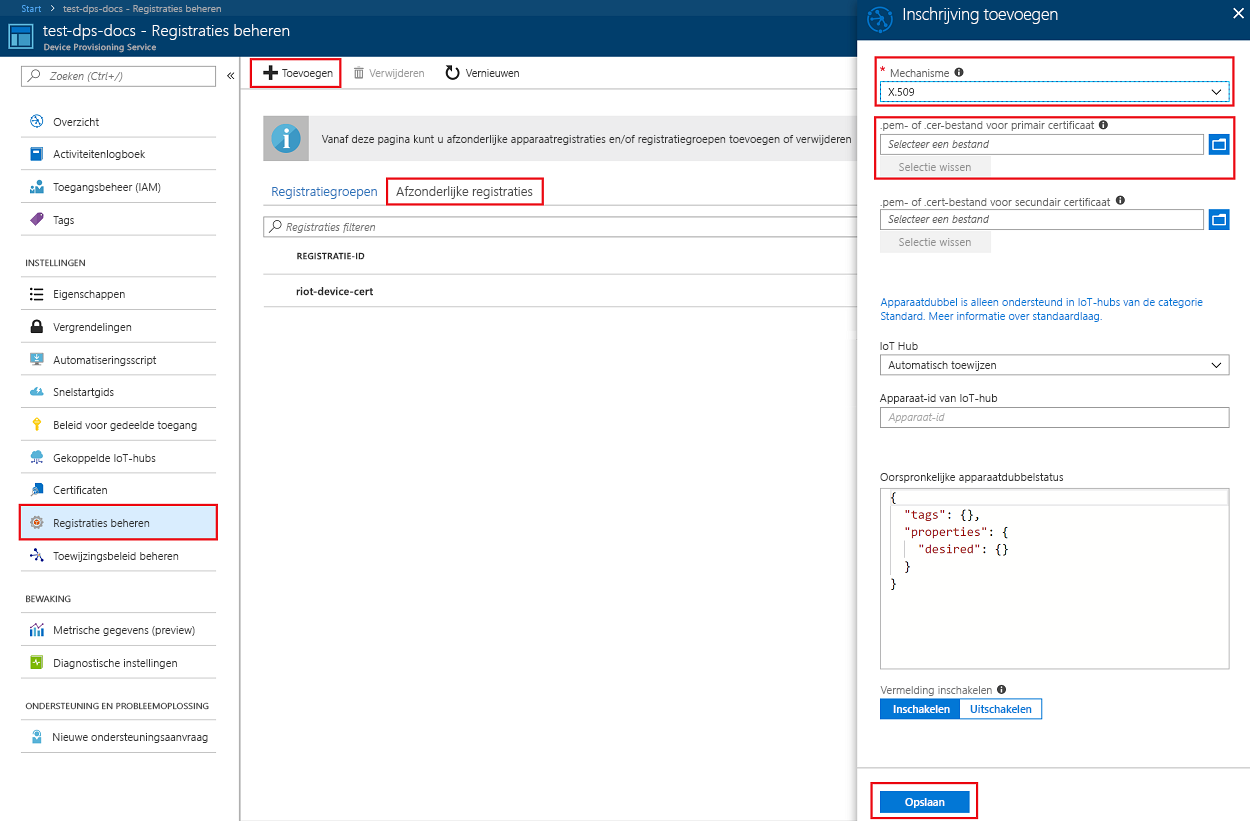 Start > test-dps-docs - Registraties beheren
test-dps-docs - Registraties beheren
Device Provisioning Service
Zoeken (Ctrl+/)
«
Overzicht
Activiteitenlogboek
Toegangsbeheer (IAM)
Tags
INSTELLINGEN
Eigenschappen
Vergrendelingen
Automatiseringsscript
Snelstartgids
Beleid voor gedeelde toegang
Gekoppelde IoT-hubs
Certificaten
Registraties beheren
Toewijzingsbeleid beheren
BEWAKING
Metrische gegevens (preview)
Diagnostische instellingen
ONDERSTEUNING EN PROBLEEMOPLOSSING
Nieuwe ondersteuningsaanvraag
Toevoegen Verwijderen Vernieuwen
Vanaf deze pagina kunt u afzonderlijke apparaatregistraties en/of registratiegroepen toevoegen of verwijderen
Registratiegroepen Afzonderlijke registraties
Registraties filteren
REGISTRATIE-ID
riot-device-cert
Inschrijving toevoegen
* Mechanisme
X.509
.pem- of .cer-bestand voor primair certificaat
Selecteer een bestand
Selectie wissen
.pem- of .cert-bestand voor secundair certificaat
Selecteer een bestand
Selectie wissen
Apparaatdubbel is alleen ondersteund in IoT-hubs van de categorie
Standard. Meer informatie over standaardlaag.
IoT Hub
Automatisch toewijzen
Apparaat-id van IoT-hub
Apparaat-id
Oorspronkelijke apparaatdubbelstatus
{
"tags": {},
"properties": {
"desired": {}
}
}
Vermelding inschakelen
Inschakelen Uitschakelen
Opslaan